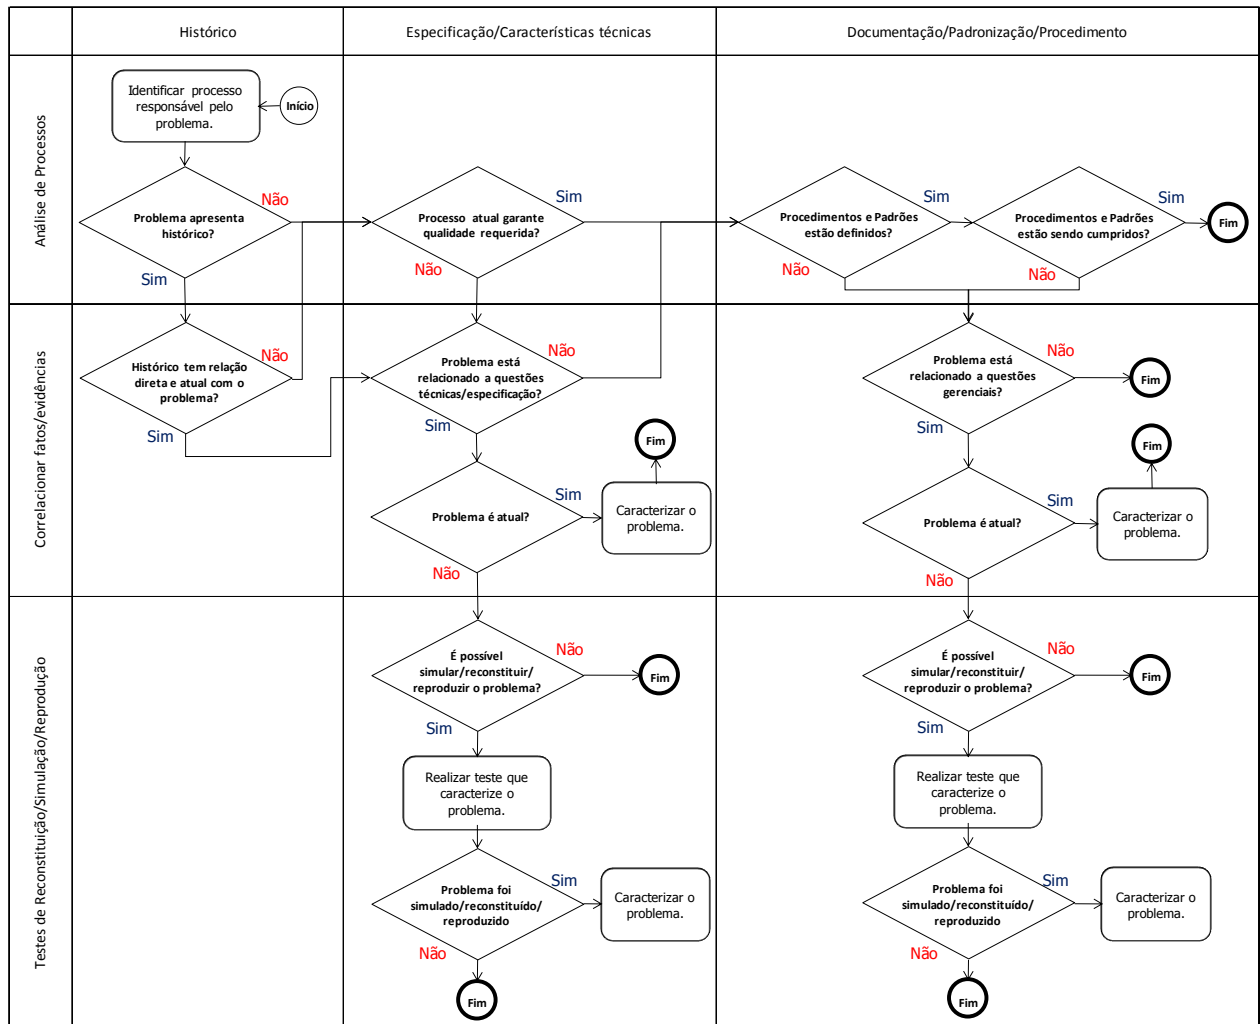 Histórico
Especificação/Características técnicas
Documentação/Padronização/Procedimento
Análise de Processos
Identificar processo
responsável pelo
problema.
Início
Não
Problema apresenta
histórico?
Sim
Sim
Processo atual garante
qualidade requerida?
Não
Sim
Procedimentos e Padrões
estão definidos?
Não
Sim
Procedimentos e Padrões
estão sendo cumpridos?
Não
Fim
Correlacionar fatos/evidências
Não
Histórico tem relação
direta e atual com o
problema?
Sim
Não
Problema está
relacionado a questões
técnicas/especificação?
Sim
Fim
Sim
Problema é atual?
Caracterizar o
problema.
Não
Não
Problema está
relacionado a questões
gerenciais?
Fim
Sim
Fim
Sim
Problema é atual?
Caracterizar o
problema.
Não
Testes de Reconstituição/Simulação/Reprodução
É possível
simular/reconstituir/
reproduzir o problema?
Não
Fim
Sim
Realizar teste que
caracterize o
problema.
Problema foi
simulado/reconstituído/
reproduzido
Sim
Caracterizar o
problema.
Não
Fim
É possível
simular/reconstituir/
reproduzir o problema?
Não
Fim
Sim
Realizar teste que
caracterize o
problema.
Problema foi
simulado/reconstituído/
reproduzido
Sim
Caracterizar o
problema.
Não
Fim